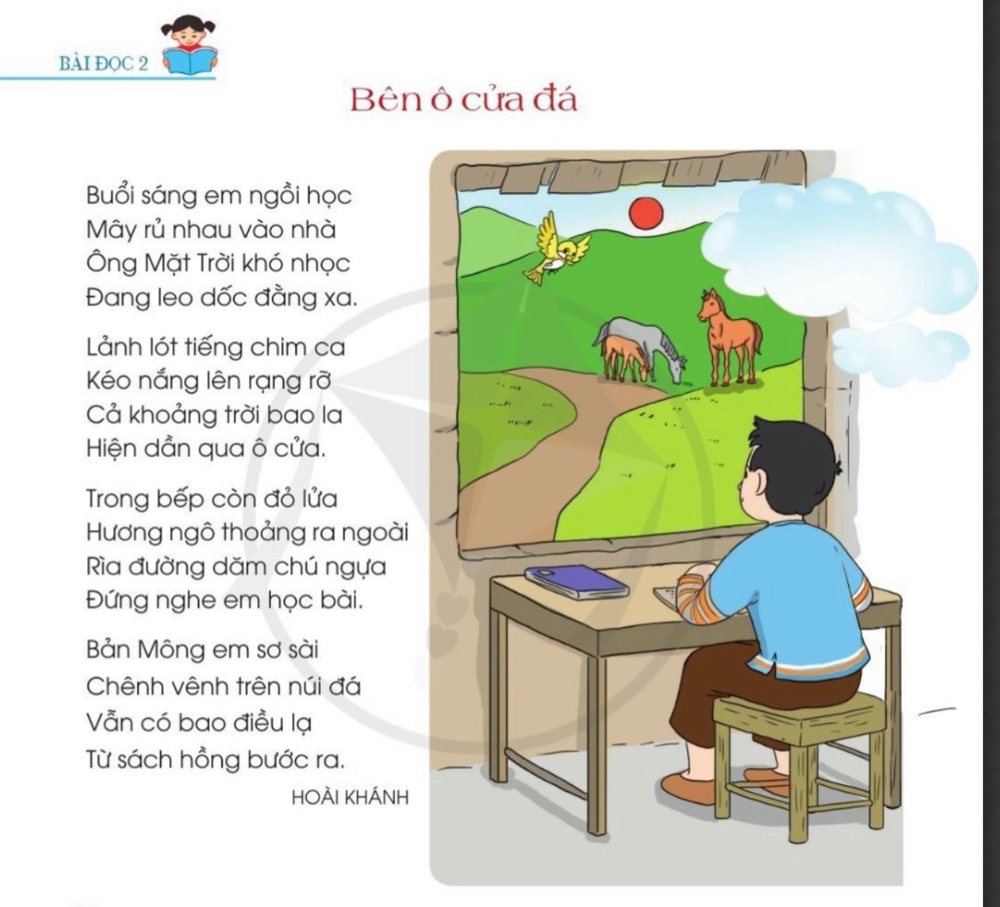 BÀI ĐỌC 2
Bên ô cửa đá
Buổi sáng em ngồi học
Mây rủ nhau vào nhà
Ông Mặt Trời khó nhọc
Đang leo dốc đằng xa.
Lảnh lót tiếng chim ca
Kéo nắng lên rạng rỡ
Cả khoảng trời bao la
Hiện dần qua ô cửa.
Trong bếp còn đỏ lửa
Hương ngô thoảng ra ngoài
Rìa đường dăm chú ngựa
Đứng nghe em học bài.
Bản Mông em sơ sài
Chênh vênh trên núi đá
Vẫn có bao điều lạ
Từ sách hồng bước ra.
HOÀI KHÁNH